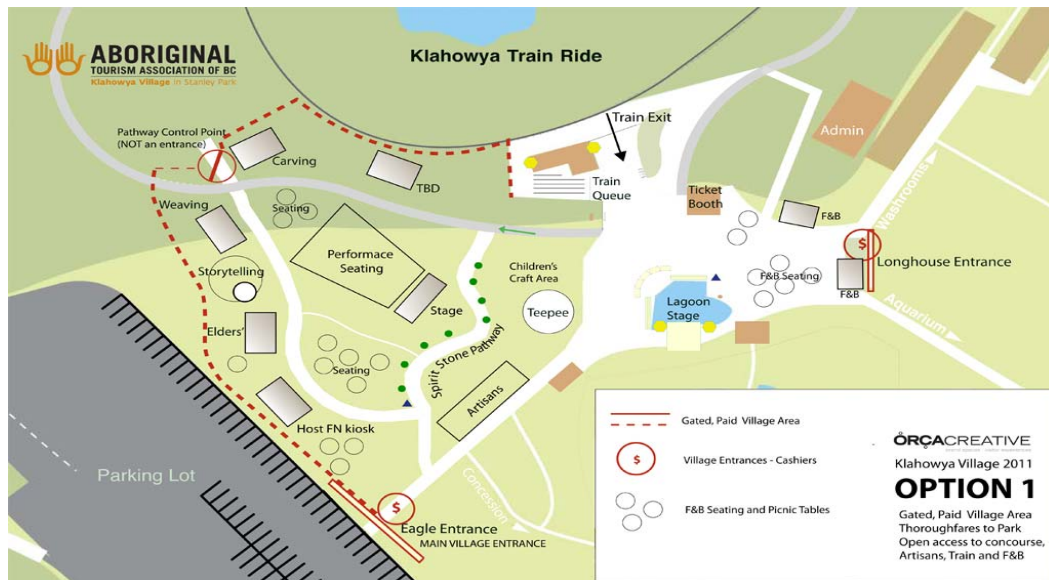 ABORIGINAL
TOURISM ASSOCIATION OF BC
Klahowya Village in Stanley Park
Klahowya Train Ride
Train Exit
Admin
Pathway Control Point
(NOT an entrance)
Carving
TBD
Train
Queue
Ticket
Booth
F&B
Washrooms
Weaving
Seating
Performace
Seating
Storytelling
Children's
Craft Area
Teepee
F&B Seating
$
Longhouse Entrance
F&B
Lagoon
Stage
Stage
Elders'
Spirit Stone Pathway
Aquarium
Seating
Artisans
Host FN kiosk
Parking Lot
Concession
$
Eagle Entrance
MAIN VILLAGE ENTRANCE
Gated, Paid Village Area
$
Village Entrances - Cashiers
F&B Seating and Picnic Tables
ORÇACREATIVE
Klahowya Village 2011
OPTION 1
Gated, Paid Village Area
Thoroughfares to Park
Open access to concourse,
Artisans, Train and F&B